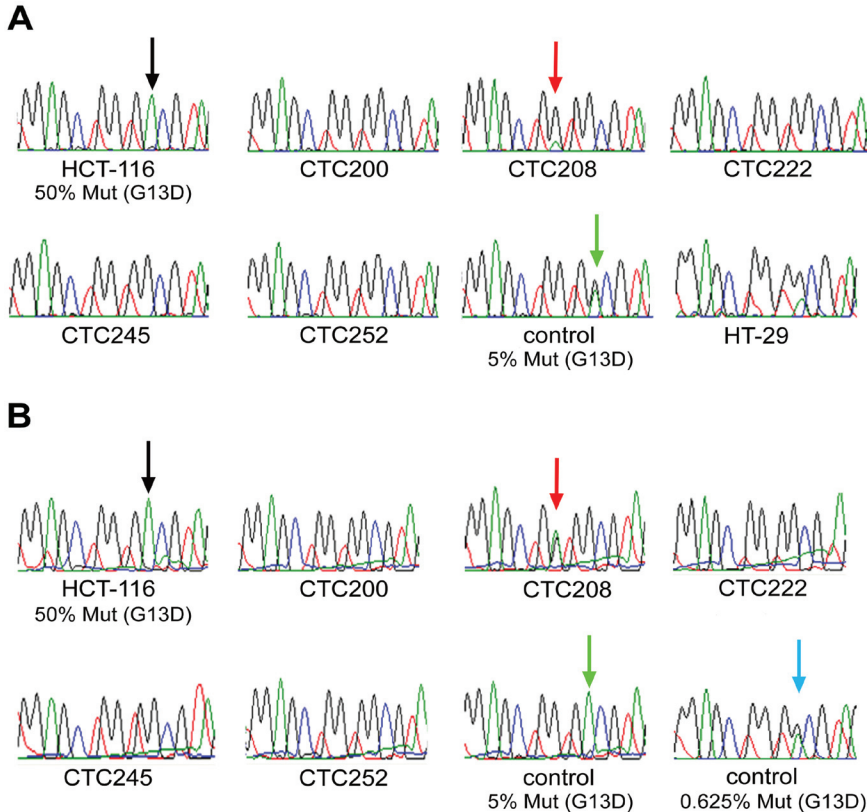 A
HCT-116
50% Mut (G13D)
CTC200
CTC208
CTC222
CTC245
CTC252
control
5% Mut (G13D)
HT-29
B
HCT-116
50% Mut (G13D)
CTC200
CTC208
CTC222
CTC245
CTC252
control
5% Mut (G13D)
control
0.625% Mut (G13D)